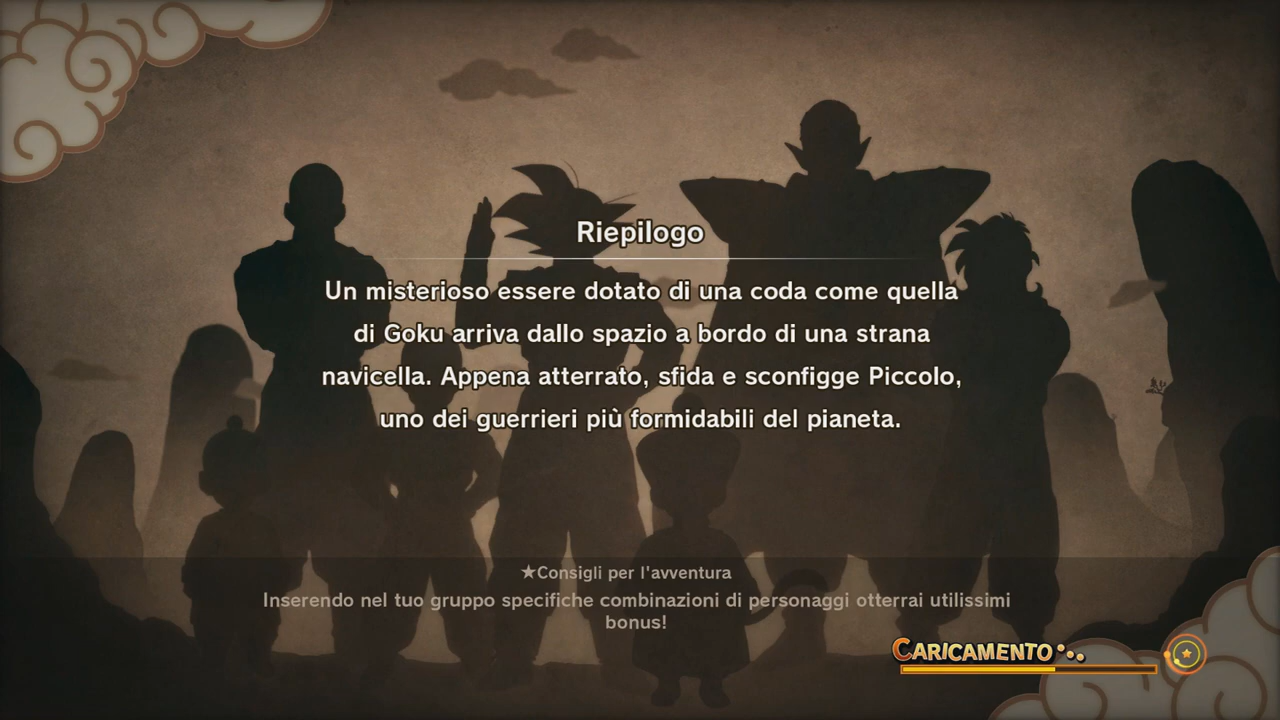 Riepilogo
Un misterioso essere dotato di una coda come quella
di Goku arriva dallo spazio a bordo di una strana
navicella. Appena atterrato, sfida e sconfigge Piccolo,
uno dei guerrieri più formidabili del pianeta.
★Consigli per l'avventura
Inserendo nel tuo gruppo specifiche combinazioni di personaggi otterrai utilissimi
bonus!
CARICAMENTO